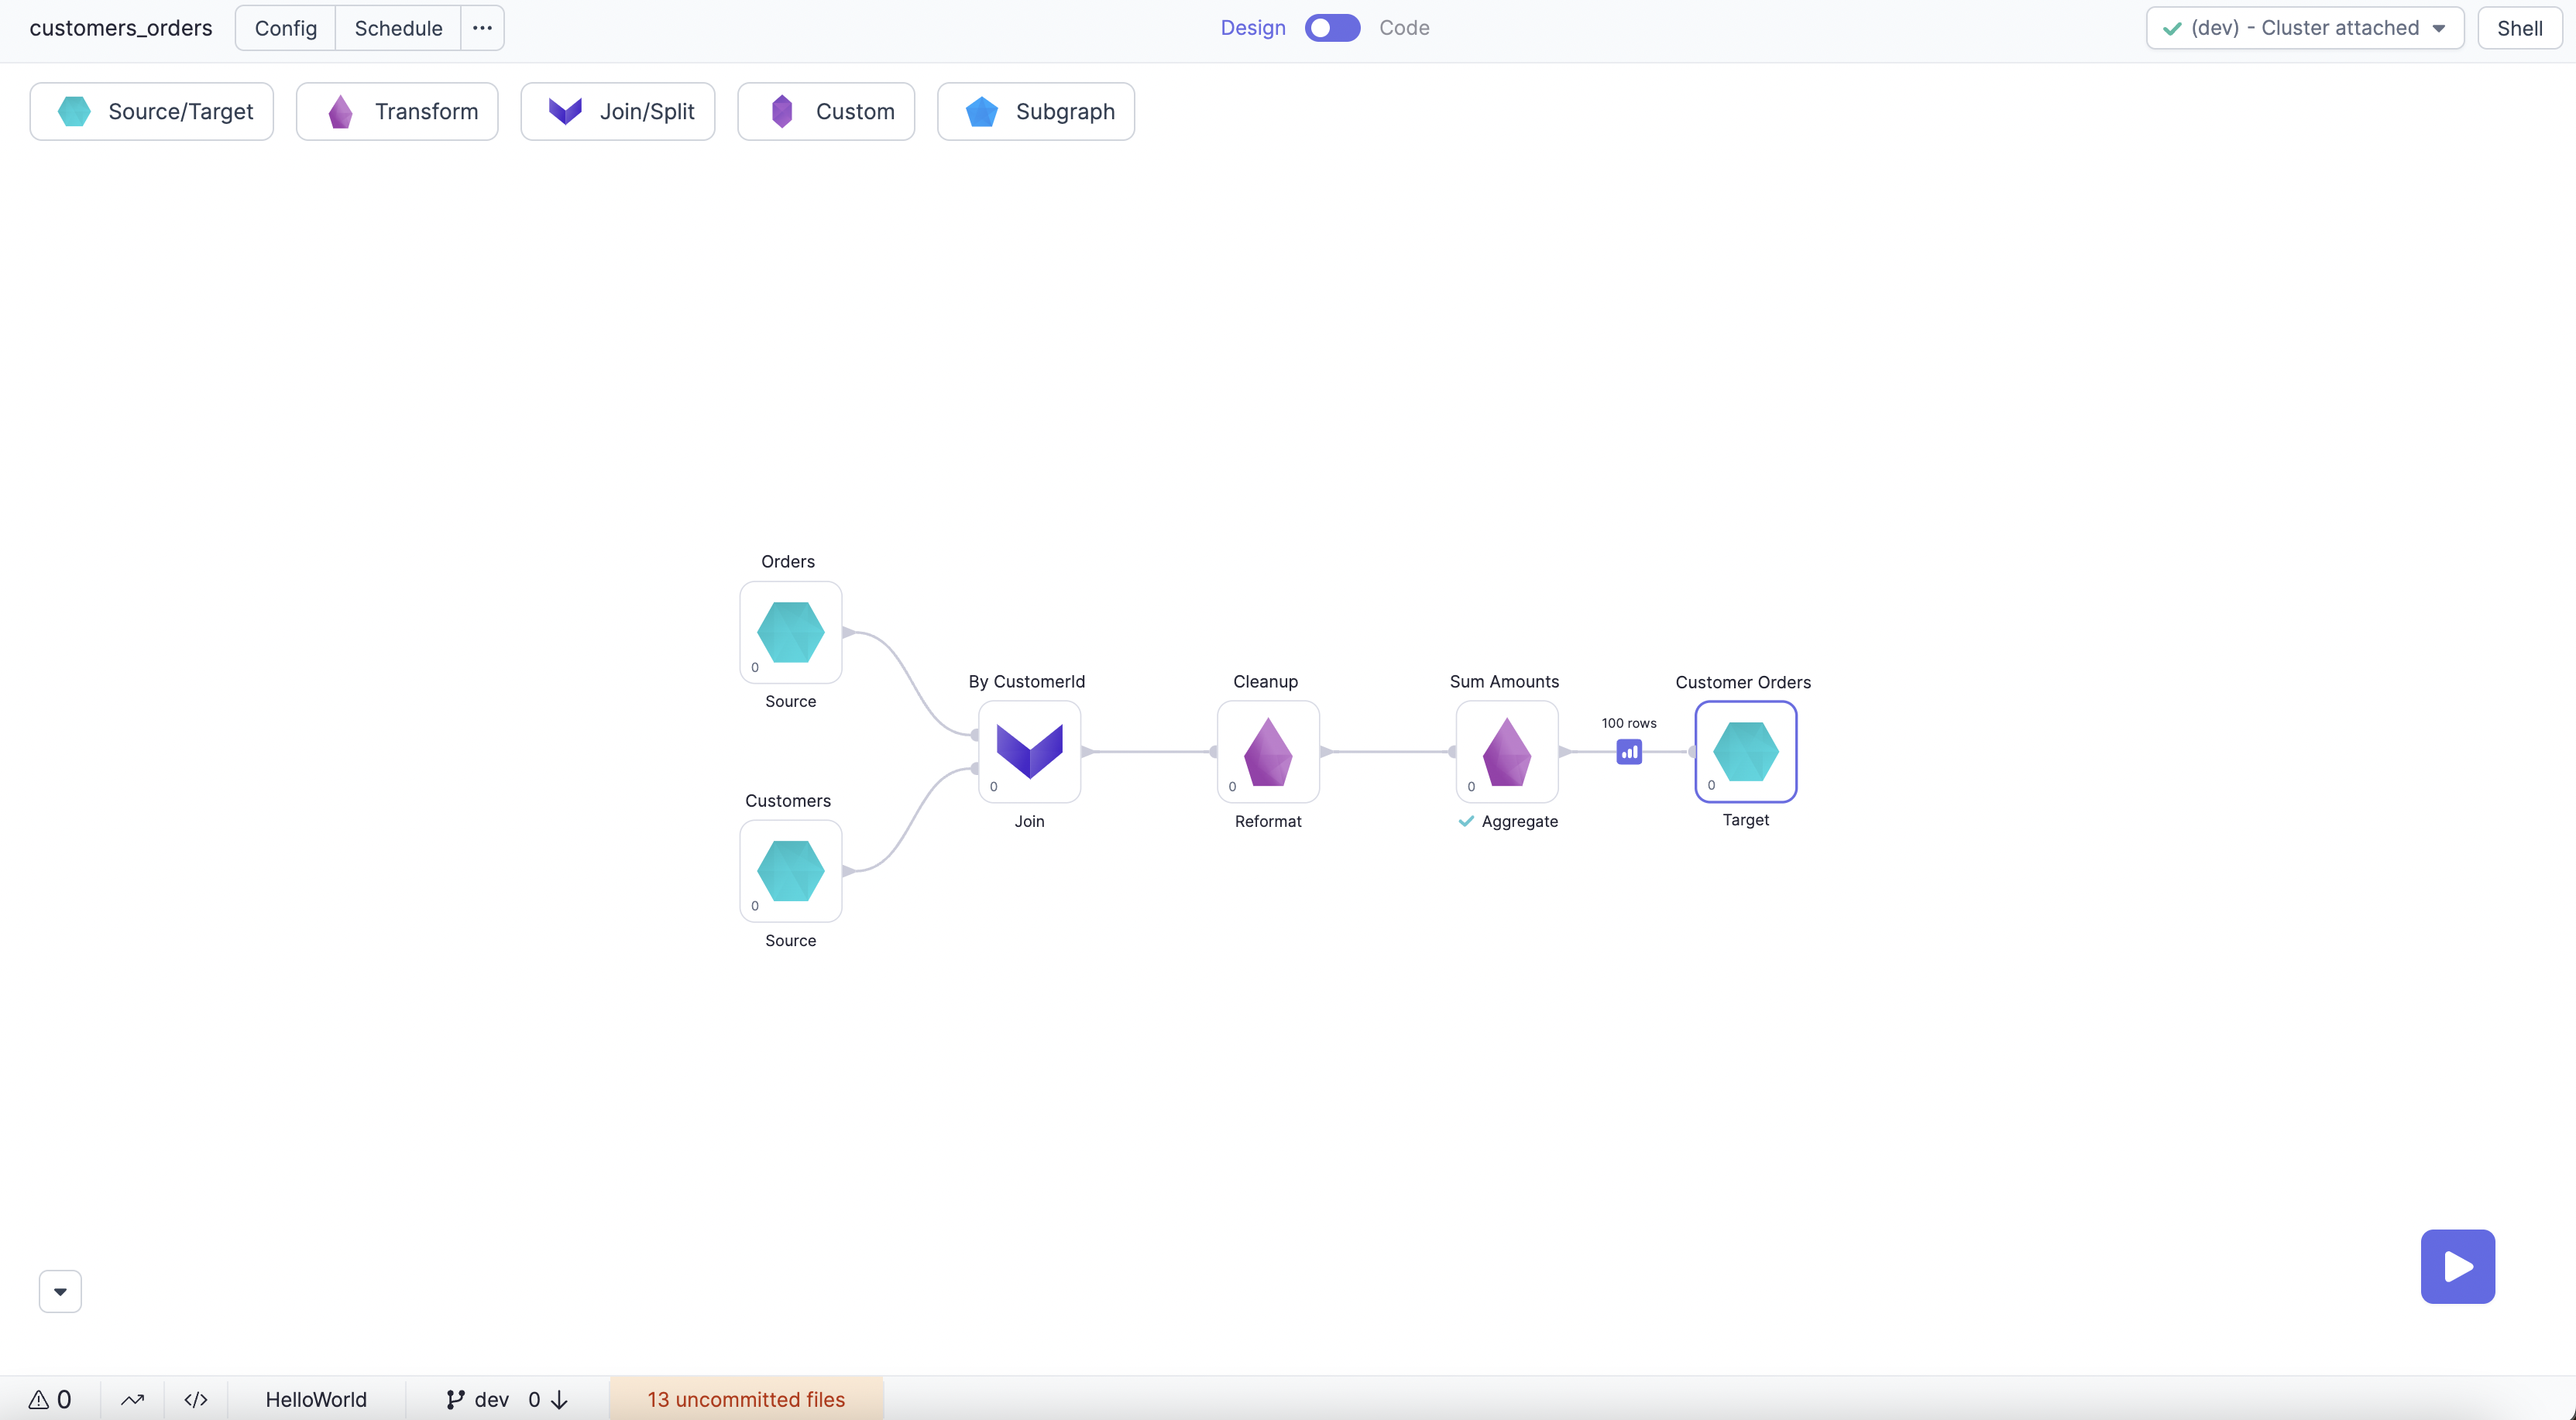 customers_orders
Config
Schedule
Design
Code
(dev) - Cluster attached
Shell
Source/Target
Transform
Join/Split
Custom
Subgraph
Orders
0
Source
Customers
0
Source
By CustomerId
0
Join
Cleanup
0
Reformat
Sum Amounts
0
Aggregate
100 rows
Customer Orders
0
Target
0
</>
HelloWorld
dev 0
13 uncommitted files